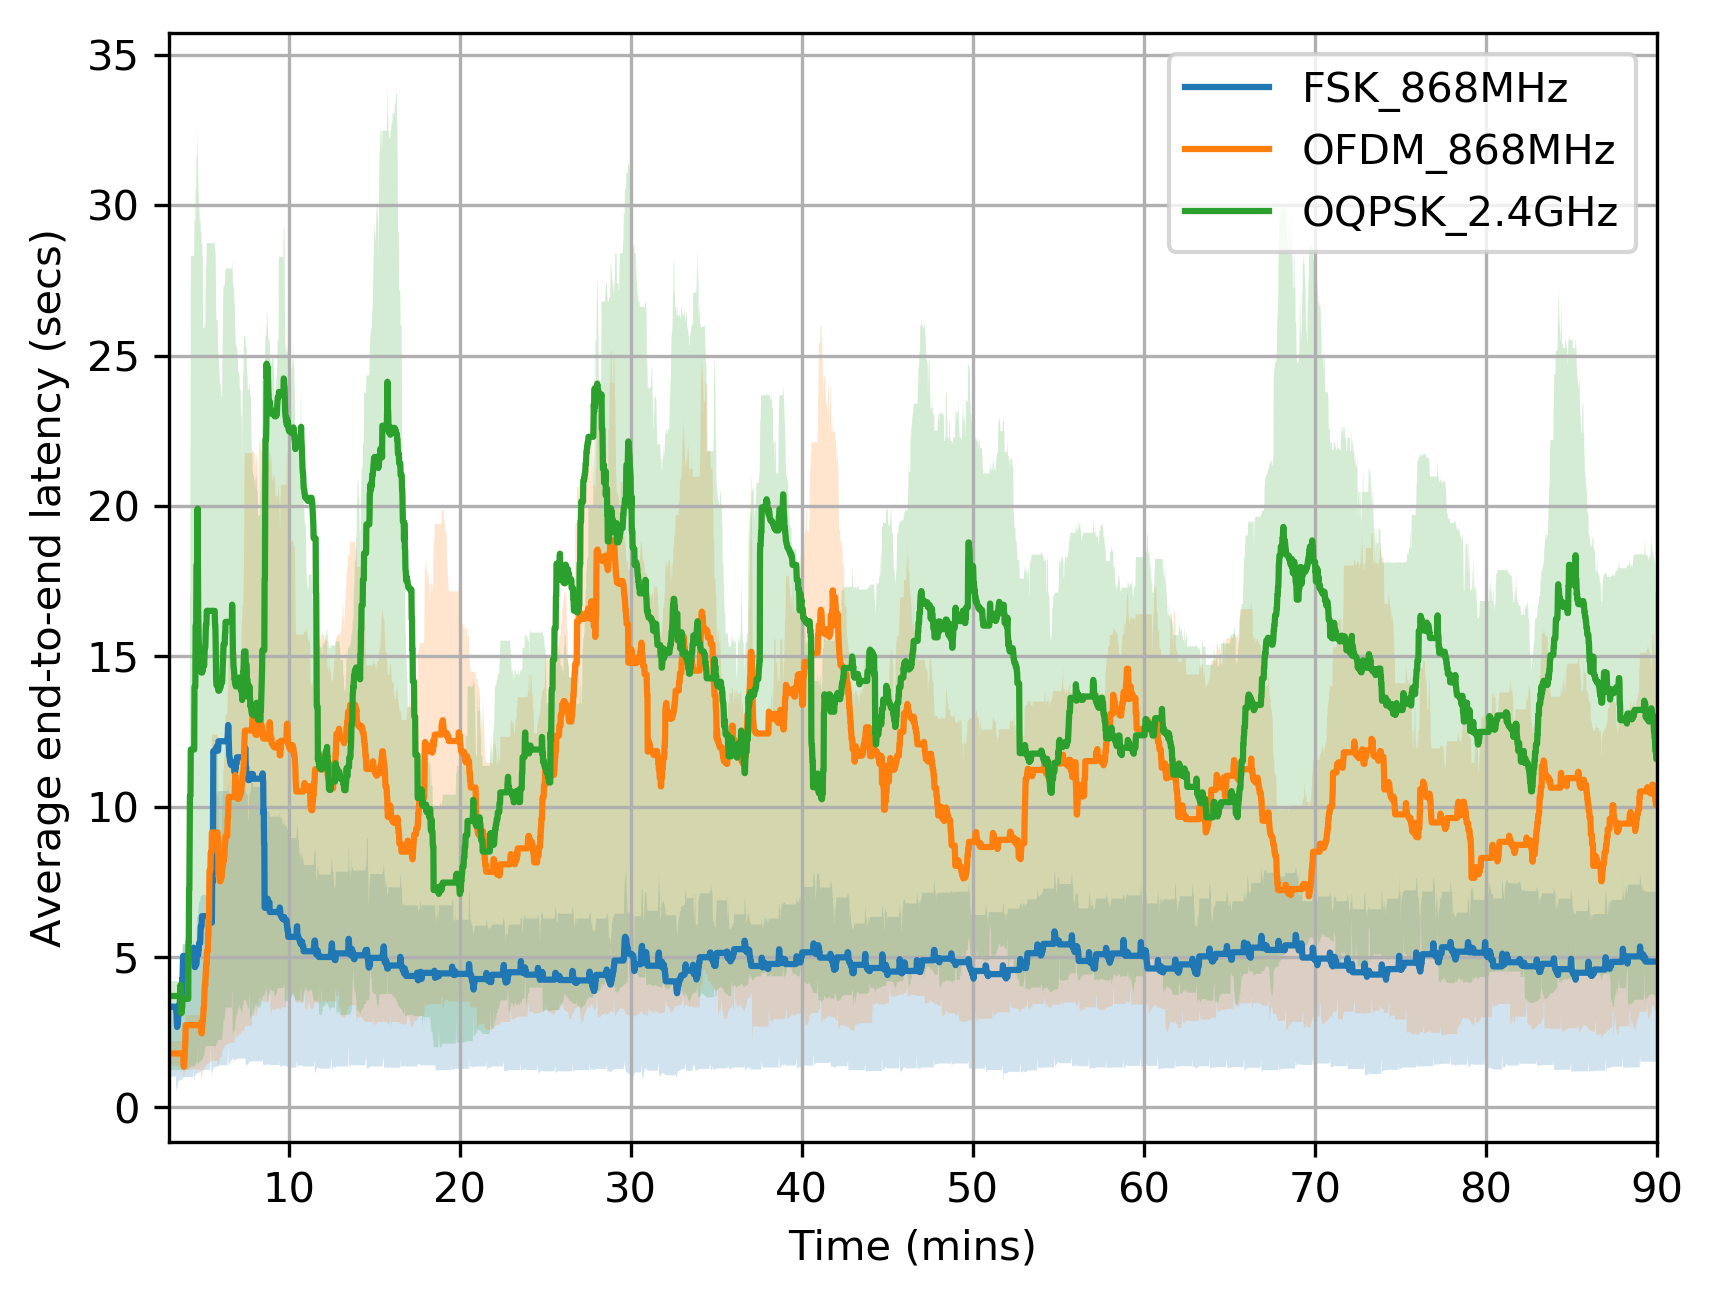 35
30
25
20
15
10
5
0
Average end-to-end latency (secs)
FSK_868MHz
OFDM_868MHz
OQPSK_2.4GHz
10 20 30 40 50 60 70 80 90
Time (mins)